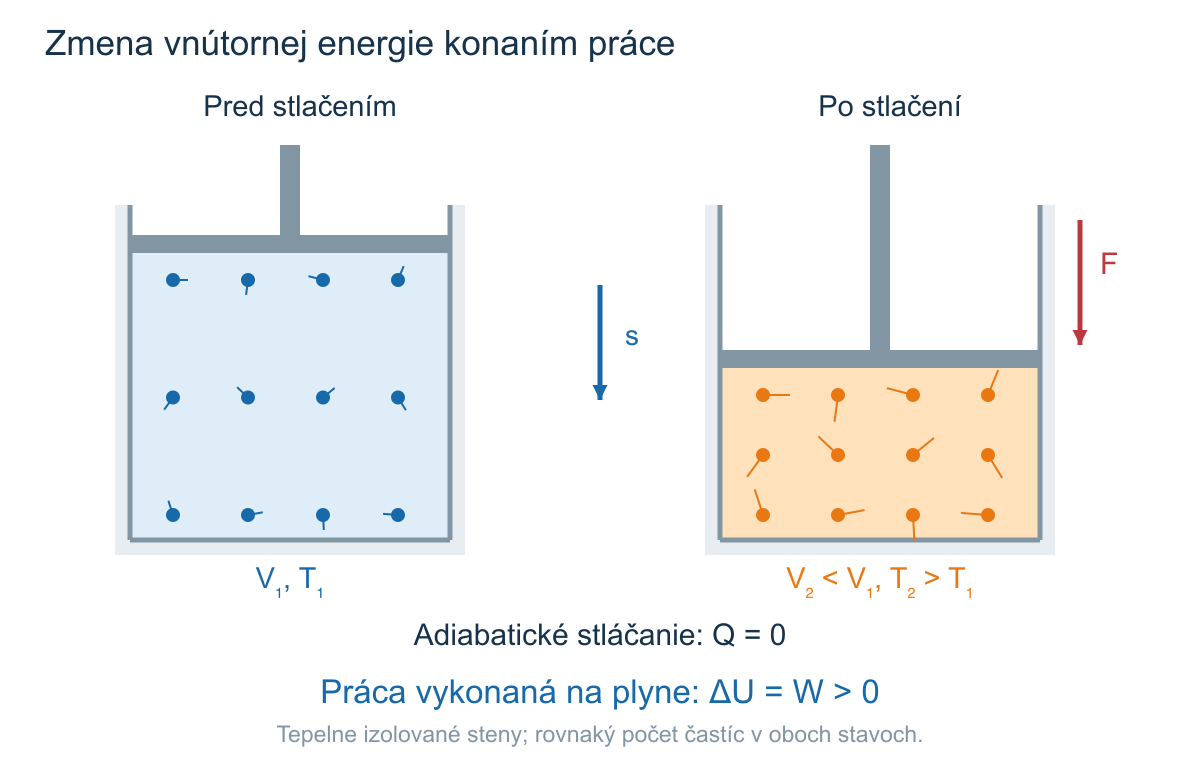 Zmena vnútornej energie konaním práce
Pred stlačením
Po stlačení
s
F
V₁, T₁
V₂ < V₁, T₂ > T₁
Adiabatické stláčanie: Q = 0
Práca vykonaná na plyne: ΔU = W > 0
Tepelne izolované steny; rovnaký počet častíc v oboch stavoch.